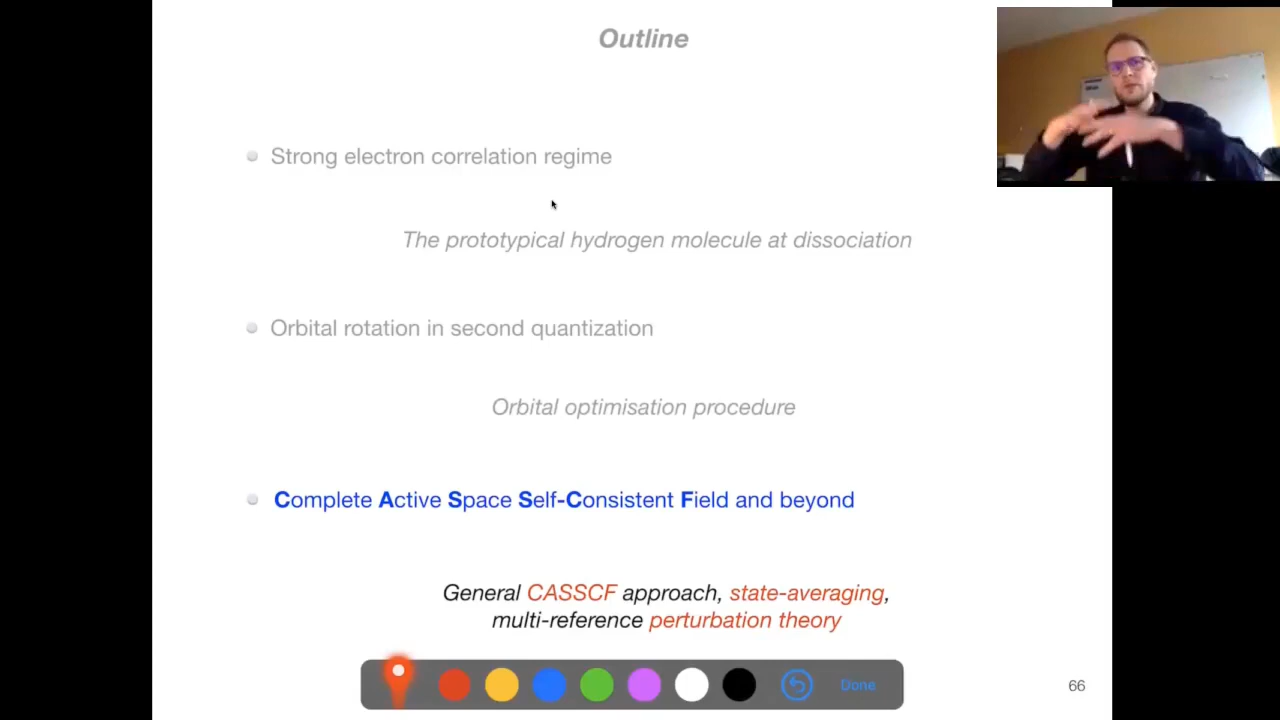 Outline
Strong electron correlation regime
The prototypical hydrogen molecule at dissociation
Orbital rotation in second quantization
Orbital optimisation procedure
Complete Active Space Self-Consistent Field and beyond
General CASSCF approach, state-averaging,
multi-reference perturbation theory
Done
66